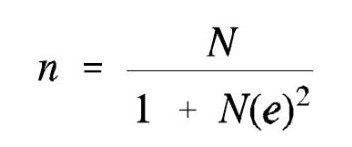 n = N / 1 + N(e)²